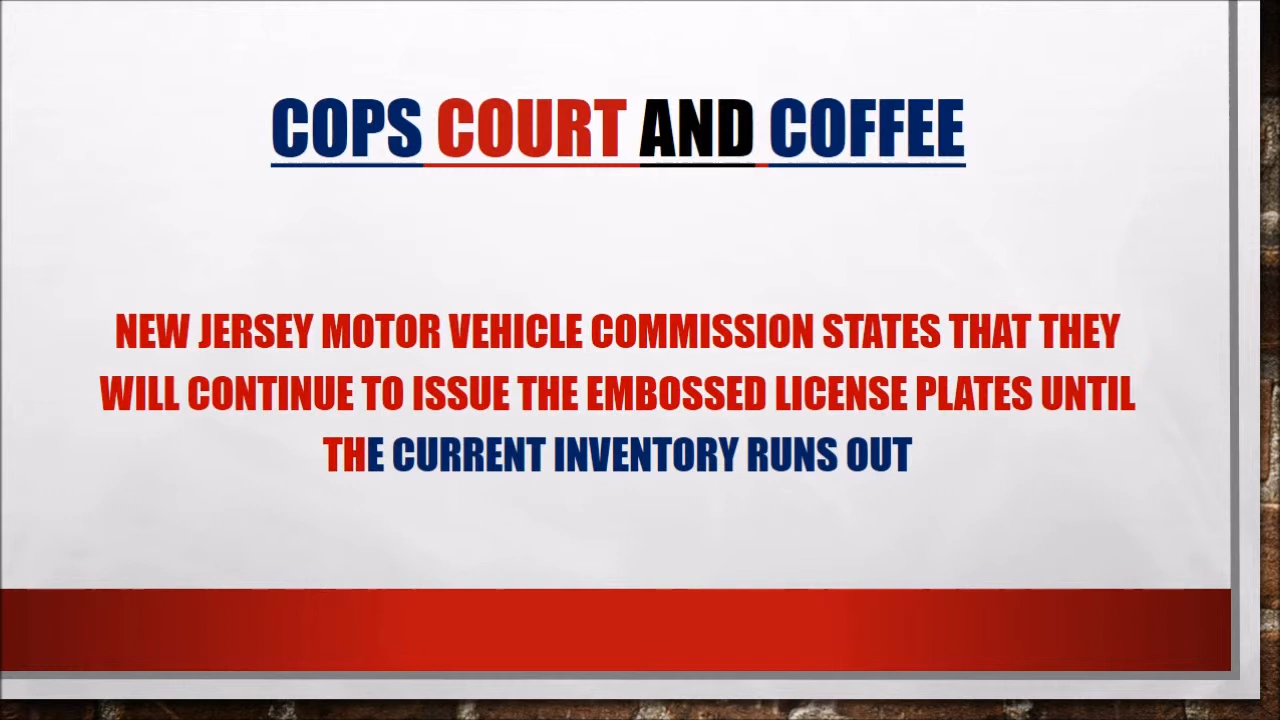 COPS COURT AND COFFEE
NEW JERSEY MOTOR VEHICLE COMMISSION STATES THAT THEY
WILL CONTINUE TO ISSUE THE EMBOSSED LICENSE PLATES UNTIL
THE CURRENT INVENTORY RUNS OUT